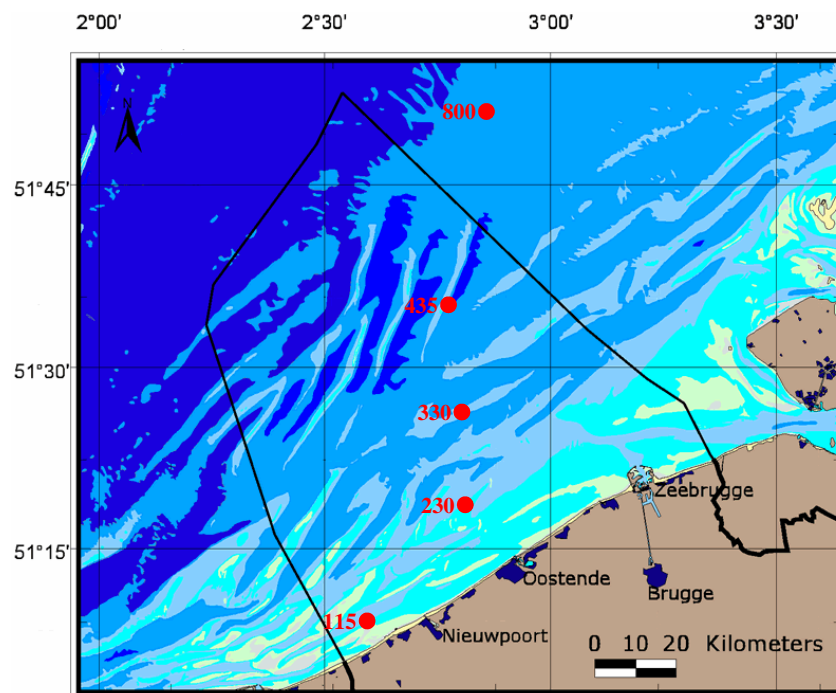 2°00' 2°30' 3°00' 3°30'
N
800
51°45'
435
51°30'
330
Zeebrugge
230
51°15'
Oostende
Brugge
115
Nieuwpoort
0 10 20 Kilometers